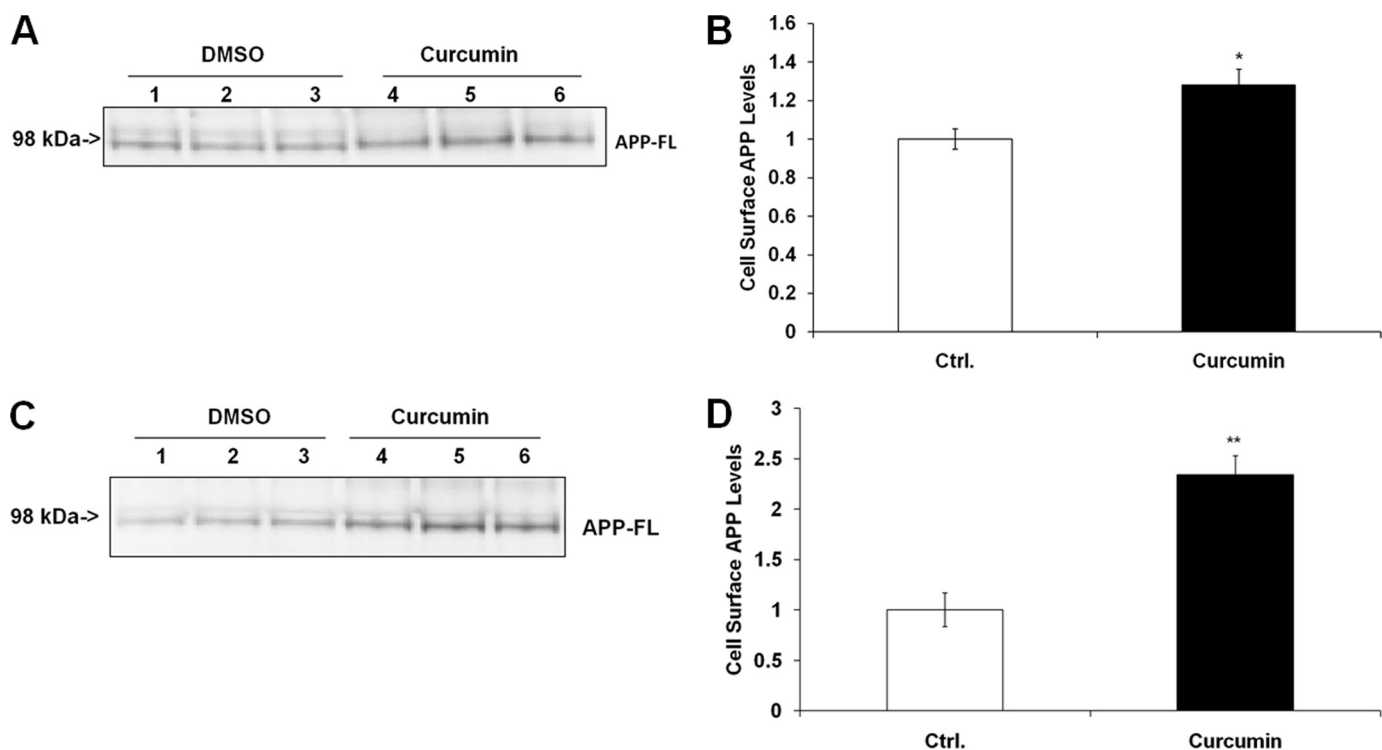 A
DMSO Curcumin
1 2 3 4 5 6
98 kDa-> APP-FL
B
Cell Surface APP Levels
1.6
1.4
1.2
1
0.8
0.6
0.4
0.2
0
*
Ctrl. Curcumin
C
DMSO Curcumin
1 2 3 4 5 6
98 kDa-> APP-FL
D
Cell Surface APP Levels
3
2.5
2
1.5
1
0.5
0
**
Ctrl. Curcumin